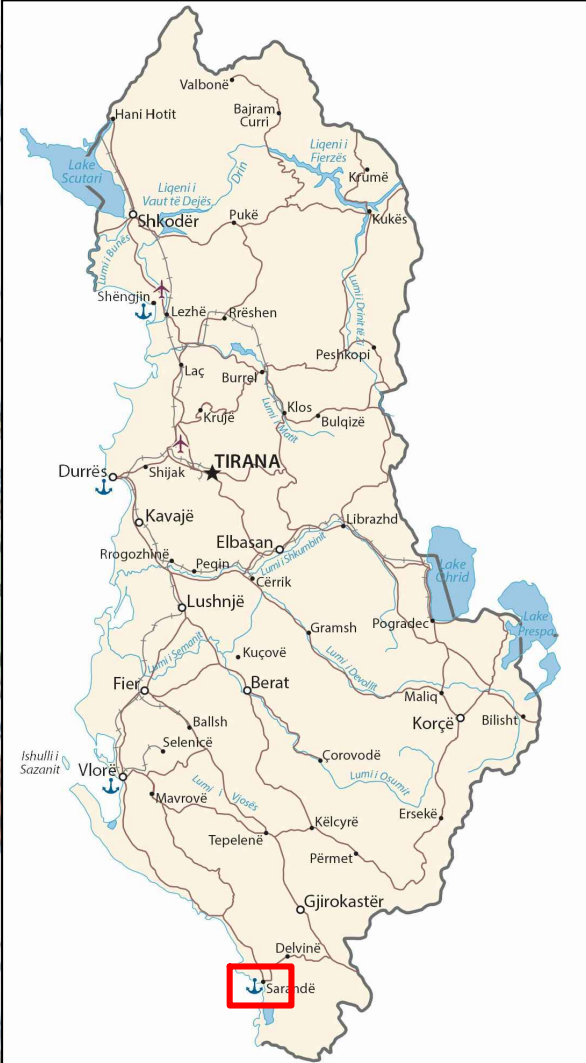 Valbonë
Hani Hotit
Bajram
Curri
Lake
Scutari
Liqeni i
Fierzës
Drin
Krumë
Liqeni i
Vaut të Dejës
Shkodër
Pukë
Kukës
Lumi i Bunës
Lumi i Drinit të zi
Shëngjin
Lezhë
Rrëshen
Peshkopi
Laç
Burrel
Klos
Krujë
Lumi i Matit
Bulqizë
TIRANA
Durrës
Shijak
Kavajë
Librazhd
Elbasan
Lumi i Shkumbinit
Rrogozhinë
Peqin
Cërrik
Lake
Ohrid
Lushnjë
Lake
Prespa
Gramsh
Pogradec
Lumi i Semanit
Kuçovë
Lumi i Devollit
Fier
Berat
Maliq
Korçë
Bilisht
Ballsh
Selenicë
Ishulli i
Sazanit
Vlorë
Çorovodë
Lumi i Osumit
Mavrovë
Lumi i Vjosës
Ersekë
Këlcyrë
Tepelenë
Përmet
Gjirokastër
Delvinë
Sarandë